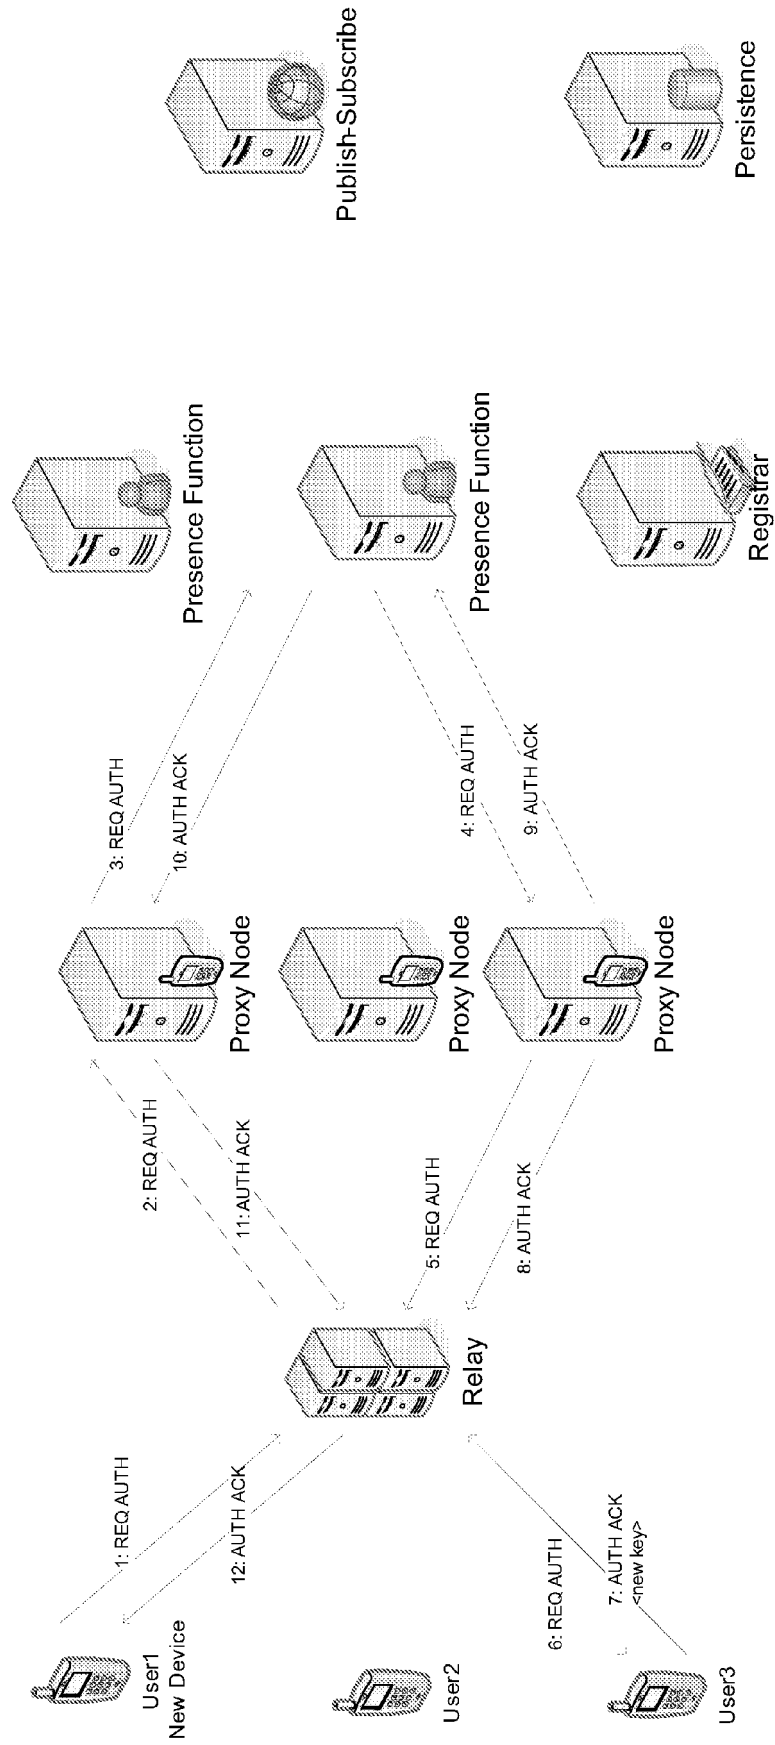 User1
New Device
User2
User3
1: REQ AUTH
12: AUTH ACK
6: REQ AUTH
7: AUTH ACK
<new key>
Relay
2: REQ AUTH
11: AUTH ACK
5: REQ AUTH
8: AUTH ACK
Proxy Node
Proxy Node
Proxy Node
3: REQ AUTH
10: AUTH ACK
4: REQ AUTH
9: AUTH ACK
Presence Function
Presence Function
Registrar
Publish-Subscribe
Persistence